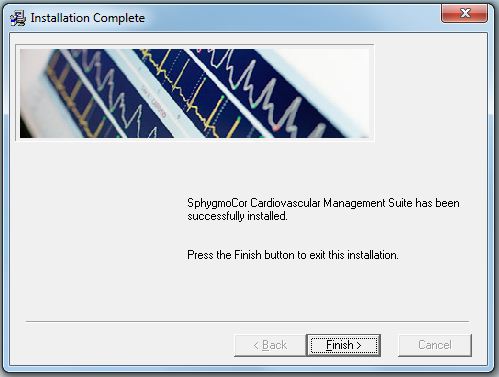 Installation Complete
SphygmoCor Cardiovascular Management Suite has been
successfully installed.
Press the Finish button to exit this installation.
< Back
Finish >
Cancel